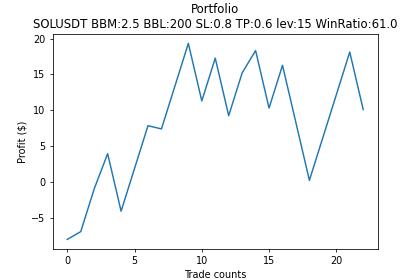 Portfolio
SOLUSDT BBM:2.5 BBL:200 SL:0.8 TP:0.6 lev:15 WinRatio:61.0
20
15
10
5
0
−5
Profit ($)
0 5 10 15 20
Trade counts